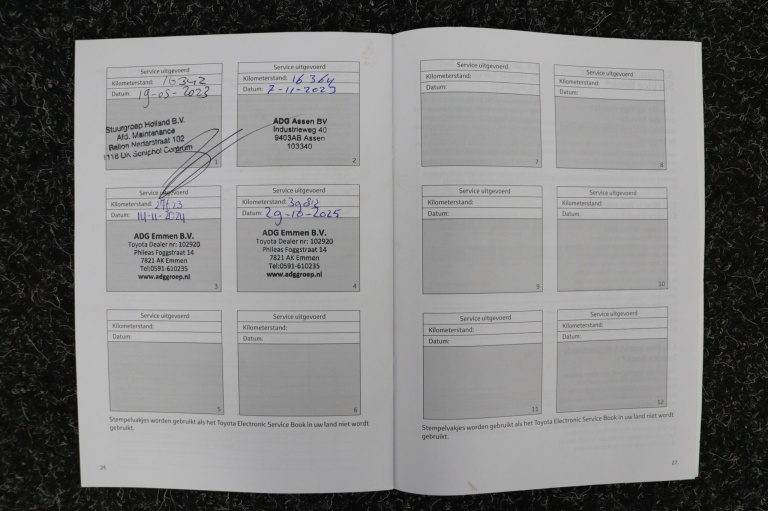 Service uitgevoerd
Kilometerstand: 16342
Datum: 19-05-2023
Stuurgroep Holland B.V.
Afd. Maintenance
Ballon Nedarstraat 102
1118 DK Schiphol Centrum
1
Service uitgevoerd
Kilometerstand: 16364
Datum: 7-11-2023
ADG Assen BV
Industrieweg 40
9403AB Assen
103340
2
Service uitgevoerd
Kilometerstand:
Datum: 14-11-2024
ADG Emmen B.V.
Toyota Dealer nr: 102920
Phileas Foggstraat 14
7821 AK Emmen
Tel:0591-610235
www.adggroep.nl
3
Service uitgevoerd
Kilometerstand: 39812
Datum: 29-10-2025
ADG Emmen B.V.
Toyota Dealer nr: 102920
Phileas Foggstraat 14
7821 AK Emmen
Tel:0591-610235
www.adggroep.nl
4
Service uitgevoerd
Kilometerstand:
Datum:
5
Service uitgevoerd
Kilometerstand:
Datum:
6
Stempelvakjes worden gebruikt als het Toyota Electronic Service Book in uw land niet wordt
gebruikt.
26
Service uitgevoerd
Kilometerstand:
Datum:
7
Service uitgevoerd
Kilometerstand:
Datum:
8
Service uitgevoerd
Kilometerstand:
Datum:
9
Service uitgevoerd
Kilometerstand:
Datum:
10
Service uitgevoerd
Kilometerstand:
Datum:
11
Service uitgevoerd
Kilometerstand:
Datum:
12
Stempelvakjes worden gebruikt als het Toyota Electronic Service Book in uw land niet wordt
gebruikt.
27